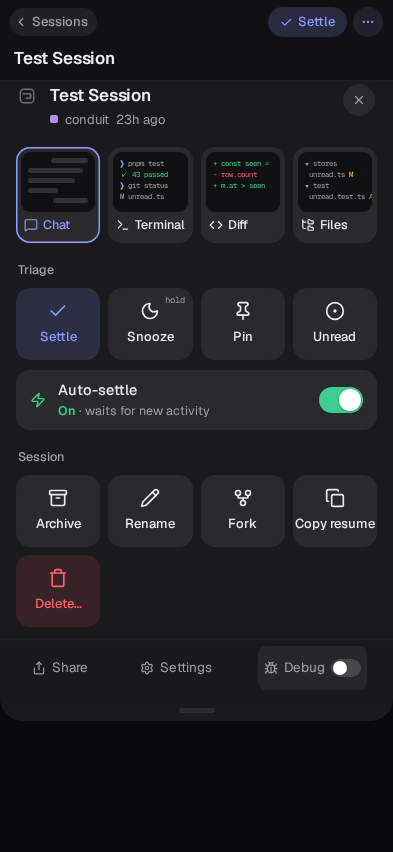 Sessions
Settle
Test Session
Test Session
conduit 23h ago
❯ pnpm test
✓ 43 passed
❯ git status
M unread.ts
+ const seen =
- row.count
+ m.at > seen
▾ stores
unread.ts M
▾ test
unread.test.ts A
Chat
Terminal
Diff
Files
Triage
hold
Settle
Snooze
Pin
Unread
Auto-settle
On · waits for new activity
Session
Archive
Rename
Fork
Copy resume
Delete…
Share
Settings
Debug